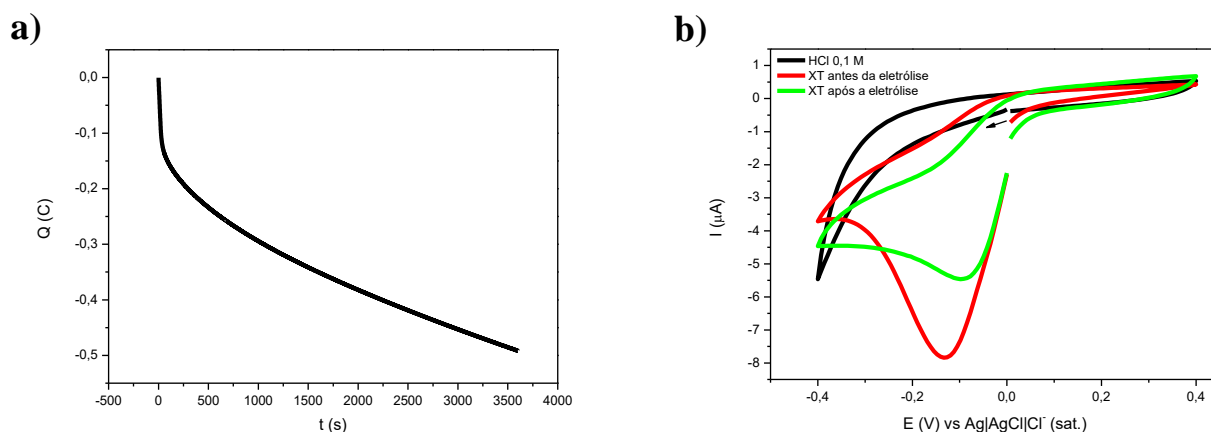 a)
0,0
-0,1
-0,2
-0,3
-0,4
-0,5
Q (C)
-500 0 500 1000 1500 2000 2500 3000 3500 4000
t (s)
b)
HCl 0,1 M
XT antes da eletrólise
XT após a eletrólise
1
0
-1
-2
-3
-4
-5
-6
-7
-8
I (μA)
-0,4 -0,2 0,0 0,2 0,4
E (V) vs Ag|AgCl|Cl⁻ (sat.)